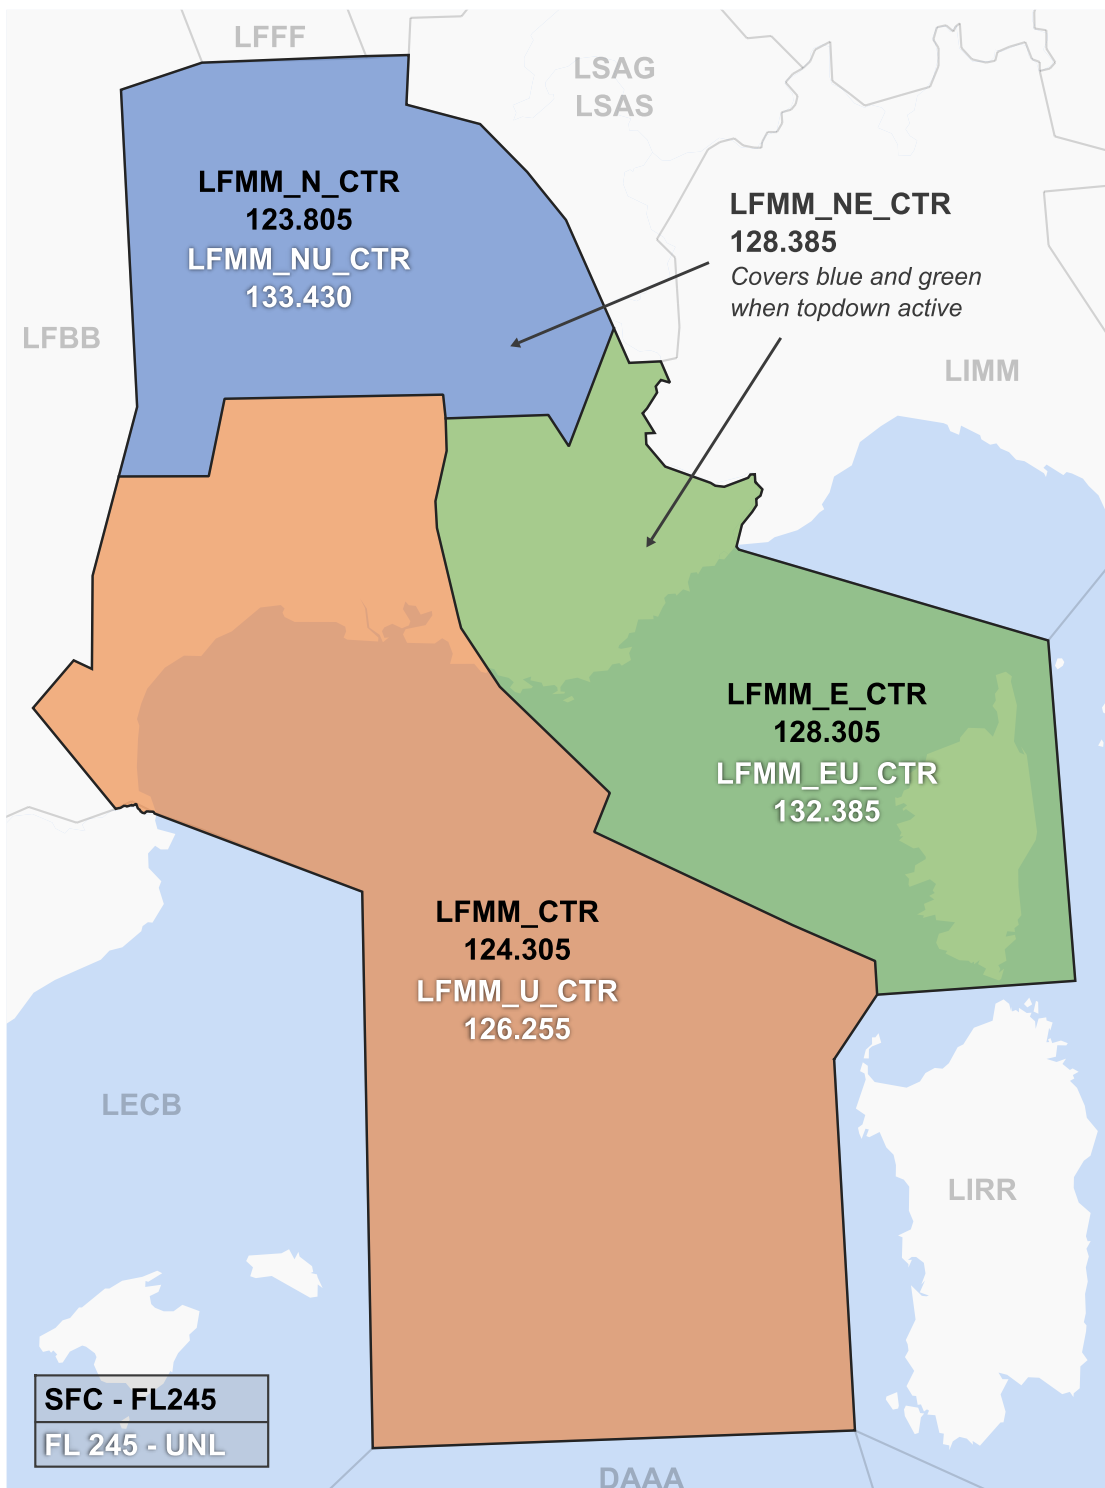 LFFF
LSAG
LSAS
LFMM_N_CTR
123.805
LFMM_NU_CTR
133.430
LFMM_NE_CTR
128.385
Covers blue and green
when topdown active
LFBB
LIMM
LFMM_E_CTR
128.305
LFMM_EU_CTR
132.385
LFMM_CTR
124.305
LFMM_U_CTR
126.255
LECB
LIRR
SFC - FL245
FL 245 - UNL
DAAA